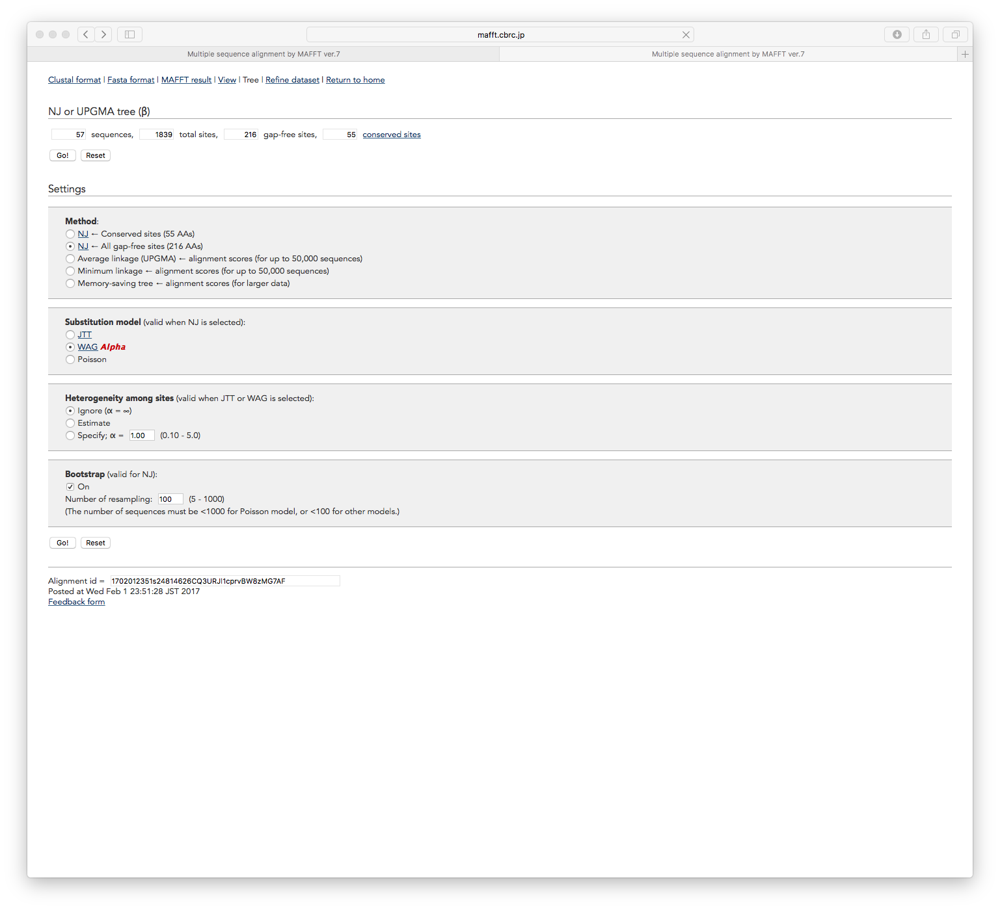 mafft.cbrc.jp
Multiple sequence alignment by MAFFT ver.7
Multiple sequence alignment by MAFFT ver.7
Clustal format | Fasta format | MAFFT result | View | Tree | Refine dataset | Return to home
NJ or UPGMA tree (β)
57 sequences, 1839 total sites, 216 gap-free sites, 55 conserved sites
Go! Reset
Settings
Method:
NJ ← Conserved sites (55 AAs)
NJ ← All gap-free sites (216 AAs)
Average linkage (UPGMA) ← alignment scores (for up to 50,000 sequences)
Minimum linkage ← alignment scores (for up to 50,000 sequences)
Memory-saving tree ← alignment scores (for larger data)
Substitution model (valid when NJ is selected):
JTT
WAG Alpha
Poisson
Heterogeneity among sites (valid when JTT or WAG is selected):
Ignore (α = ∞)
Estimate
Specify; α = 1.00 (0.10 - 5.0)
Bootstrap (valid for NJ):
On
Number of resampling: 100 (5 - 1000)
(The number of sequences must be <1000 for Poisson model, or <100 for other models.)
Go! Reset
Alignment id = 1702012351s24814626CQ3URJl1cprvBW8zMG7AF
Posted at Wed Feb 1 23:51:28 JST 2017
Feedback form